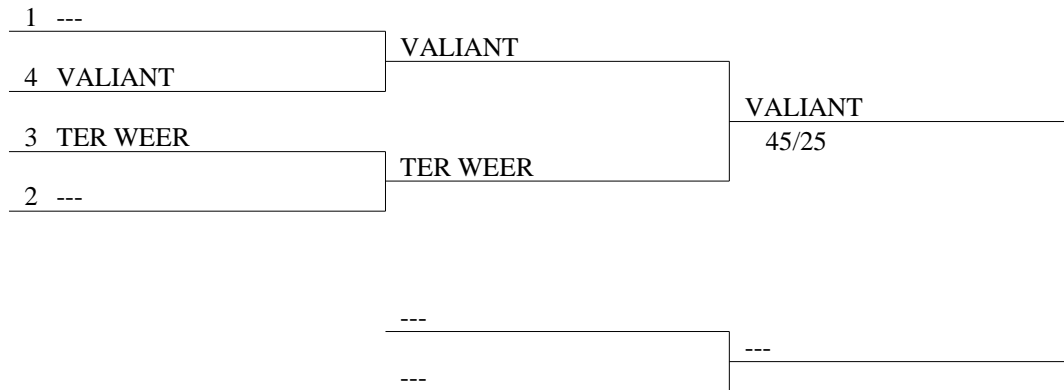 1 ---
VALIANT
4 VALIANT
VALIANT
3 TER WEER
45/25
TER WEER
2 ---
---
---
---